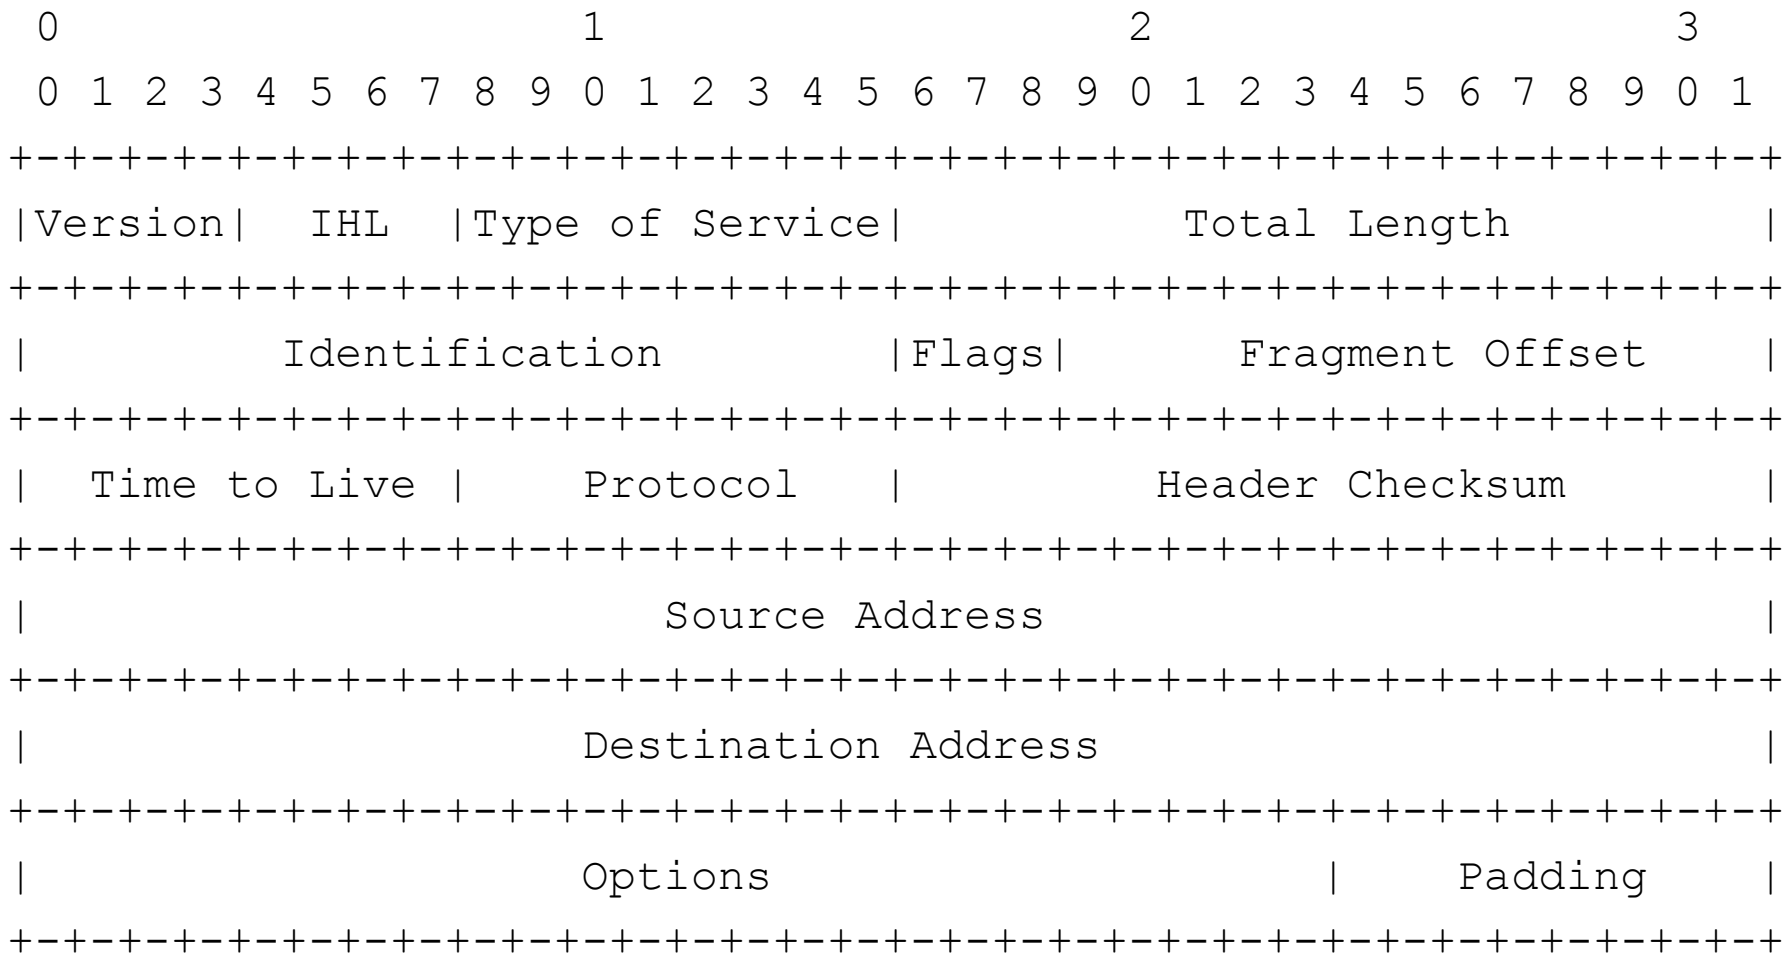 0                   1                   2                   3
 0 1 2 3 4 5 6 7 8 9 0 1 2 3 4 5 6 7 8 9 0 1 2 3 4 5 6 7 8 9 0 1
+-+-+-+-+-+-+-+-+-+-+-+-+-+-+-+-+-+-+-+-+-+-+-+-+-+-+-+-+-+-+-+-+
|Version|  IHL  |Type of Service|          Total Length         |
+-+-+-+-+-+-+-+-+-+-+-+-+-+-+-+-+-+-+-+-+-+-+-+-+-+-+-+-+-+-+-+-+
|         Identification        |Flags|      Fragment Offset    |
+-+-+-+-+-+-+-+-+-+-+-+-+-+-+-+-+-+-+-+-+-+-+-+-+-+-+-+-+-+-+-+-+
|  Time to Live |    Protocol   |         Header Checksum       |
+-+-+-+-+-+-+-+-+-+-+-+-+-+-+-+-+-+-+-+-+-+-+-+-+-+-+-+-+-+-+-+-+
|                       Source Address                          |
+-+-+-+-+-+-+-+-+-+-+-+-+-+-+-+-+-+-+-+-+-+-+-+-+-+-+-+-+-+-+-+-+
|                    Destination Address                        |
+-+-+-+-+-+-+-+-+-+-+-+-+-+-+-+-+-+-+-+-+-+-+-+-+-+-+-+-+-+-+-+-+
|                    Options                    |    Padding    |
+-+-+-+-+-+-+-+-+-+-+-+-+-+-+-+-+-+-+-+-+-+-+-+-+-+-+-+-+-+-+-+-+